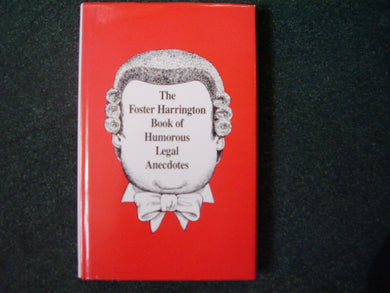 The
Foster Harrington
Book of
Humorous
Legal
Anecdotes